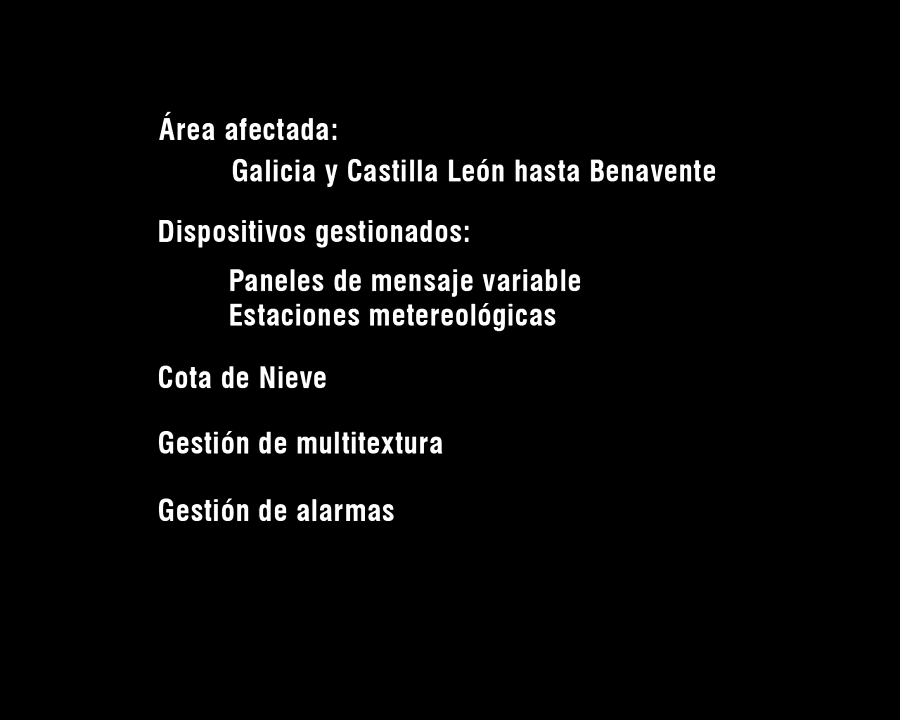 Área afectada:
Galicia y Castilla León hasta Benavente
Dispositivos gestionados:
Paneles de mensaje variable
Estaciones metereológicas
Cota de Nieve
Gestión de multitextura
Gestión de alarmas